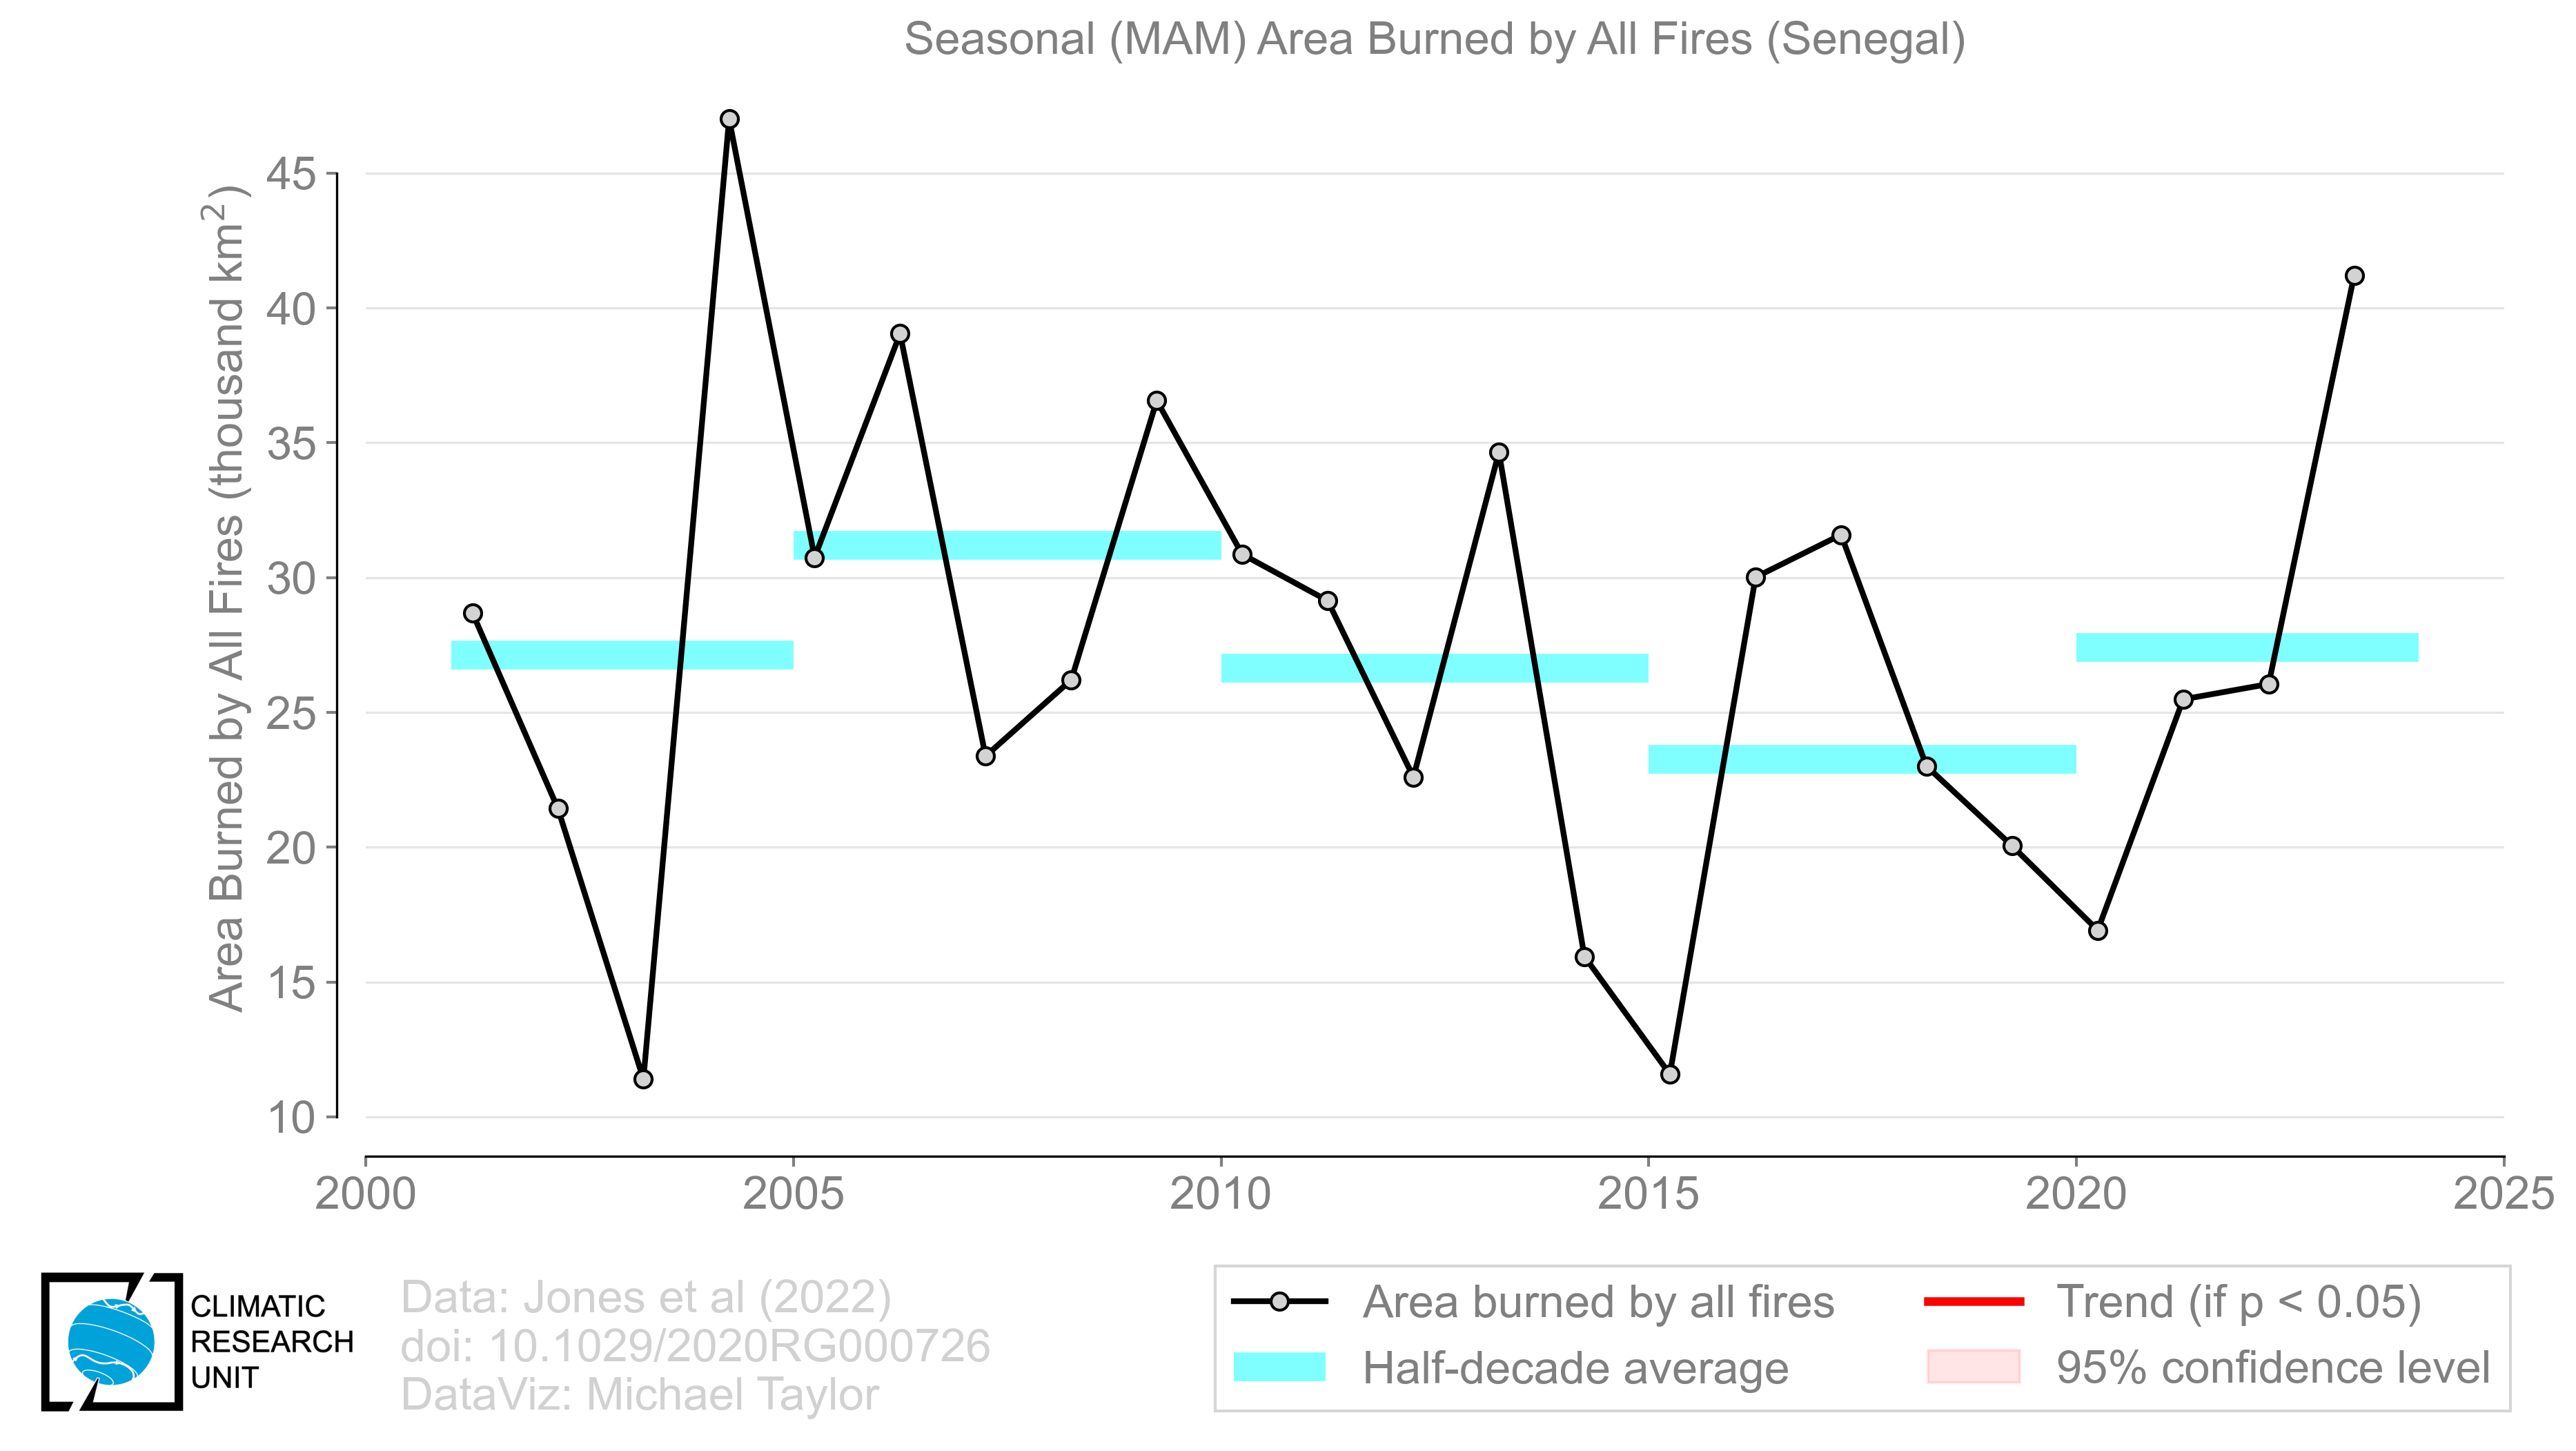 Seasonal (MAM) Area Burned by All Fires (Senegal)
Area Burned by All Fires (thousand km²)
45
40
35
30
25
20
15
10
2000 2005 2010 2015 2020 2025
CLIMATIC
RESEARCH
UNIT
Data: Jones et al (2022)
doi: 10.1029/2020RG000726
DataViz: Michael Taylor
Area burned by all fires
Half-decade average
Trend (if p < 0.05)
95% confidence level